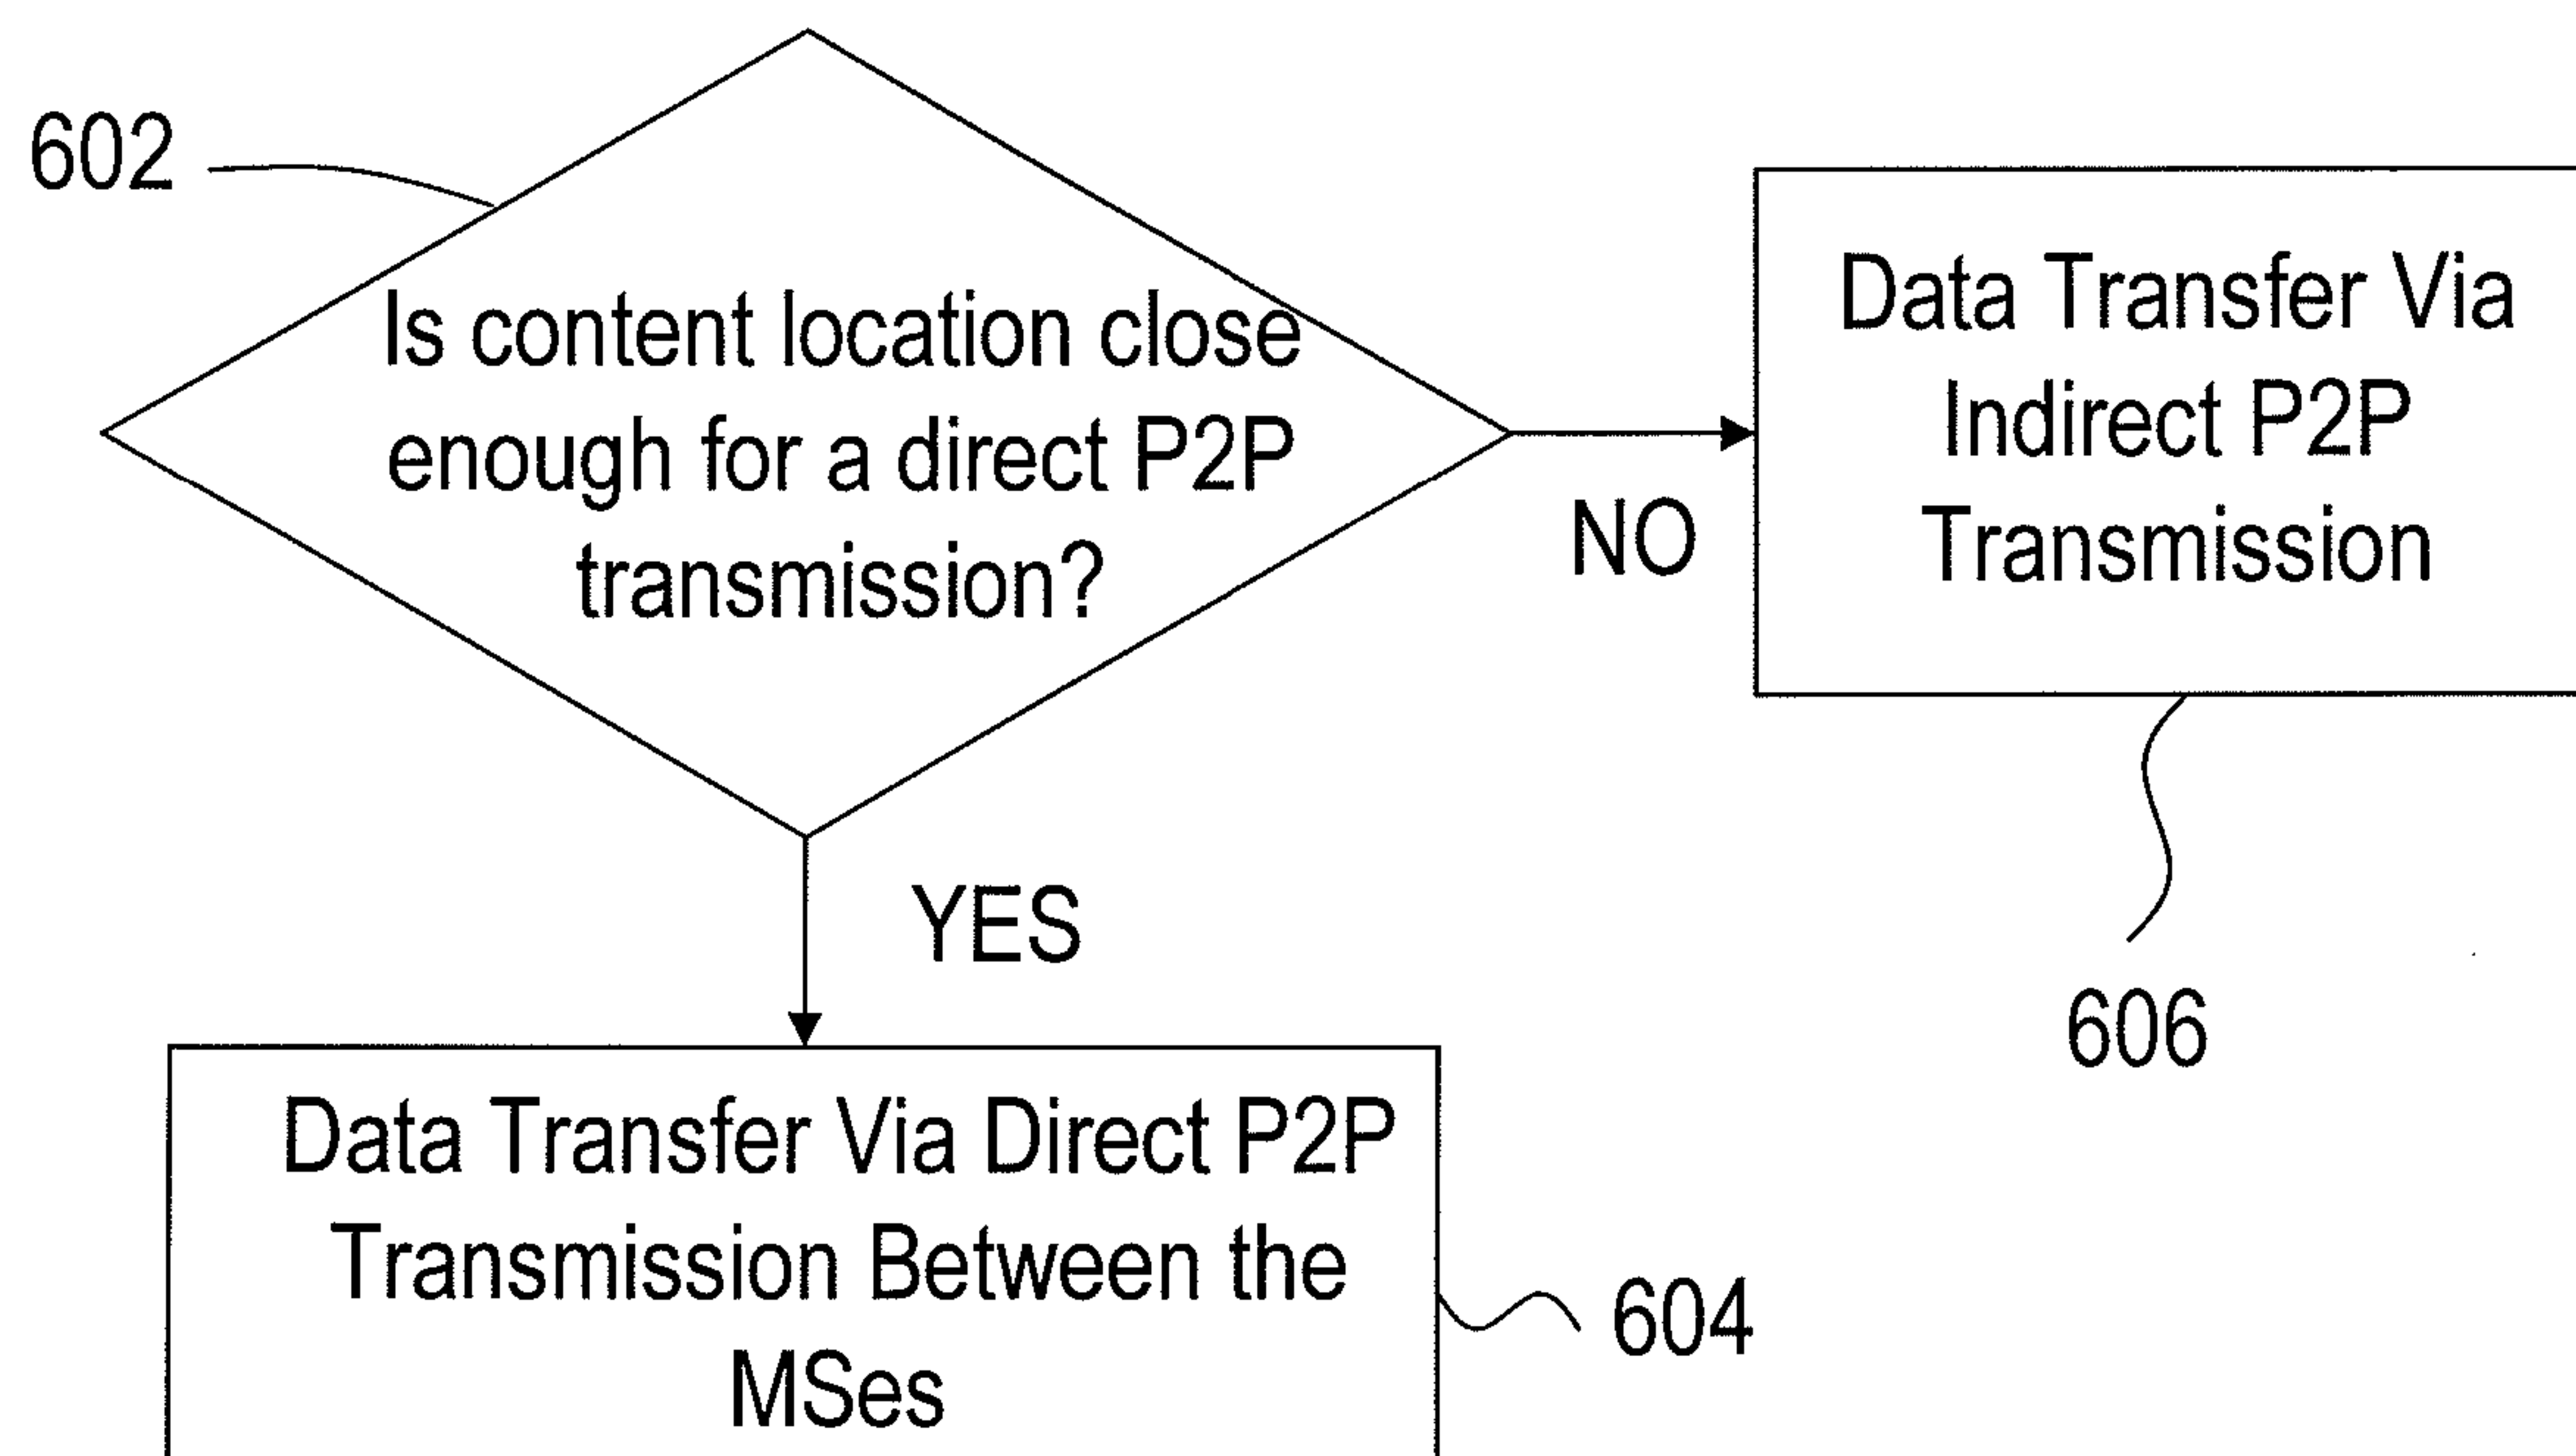 602
Is content location close
enough for a direct P2P
transmission?
NO
Data Transfer Via
Indirect P2P
Transmission
606
YES
Data Transfer Via Direct P2P
Transmission Between the
MSes
604